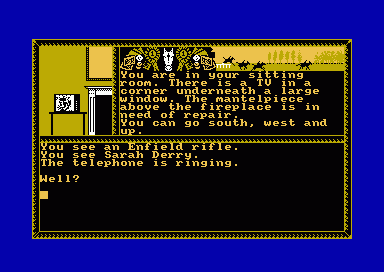 You are in your sitting
room. There is a TV in a
corner underneath a large
window. The mantelpiece
above the fireplace is in
need of repair.
You can go south, west and
up.
You see an Enfield rifle.
You see Sarah Derry.
The telephone is ringing.
Well?